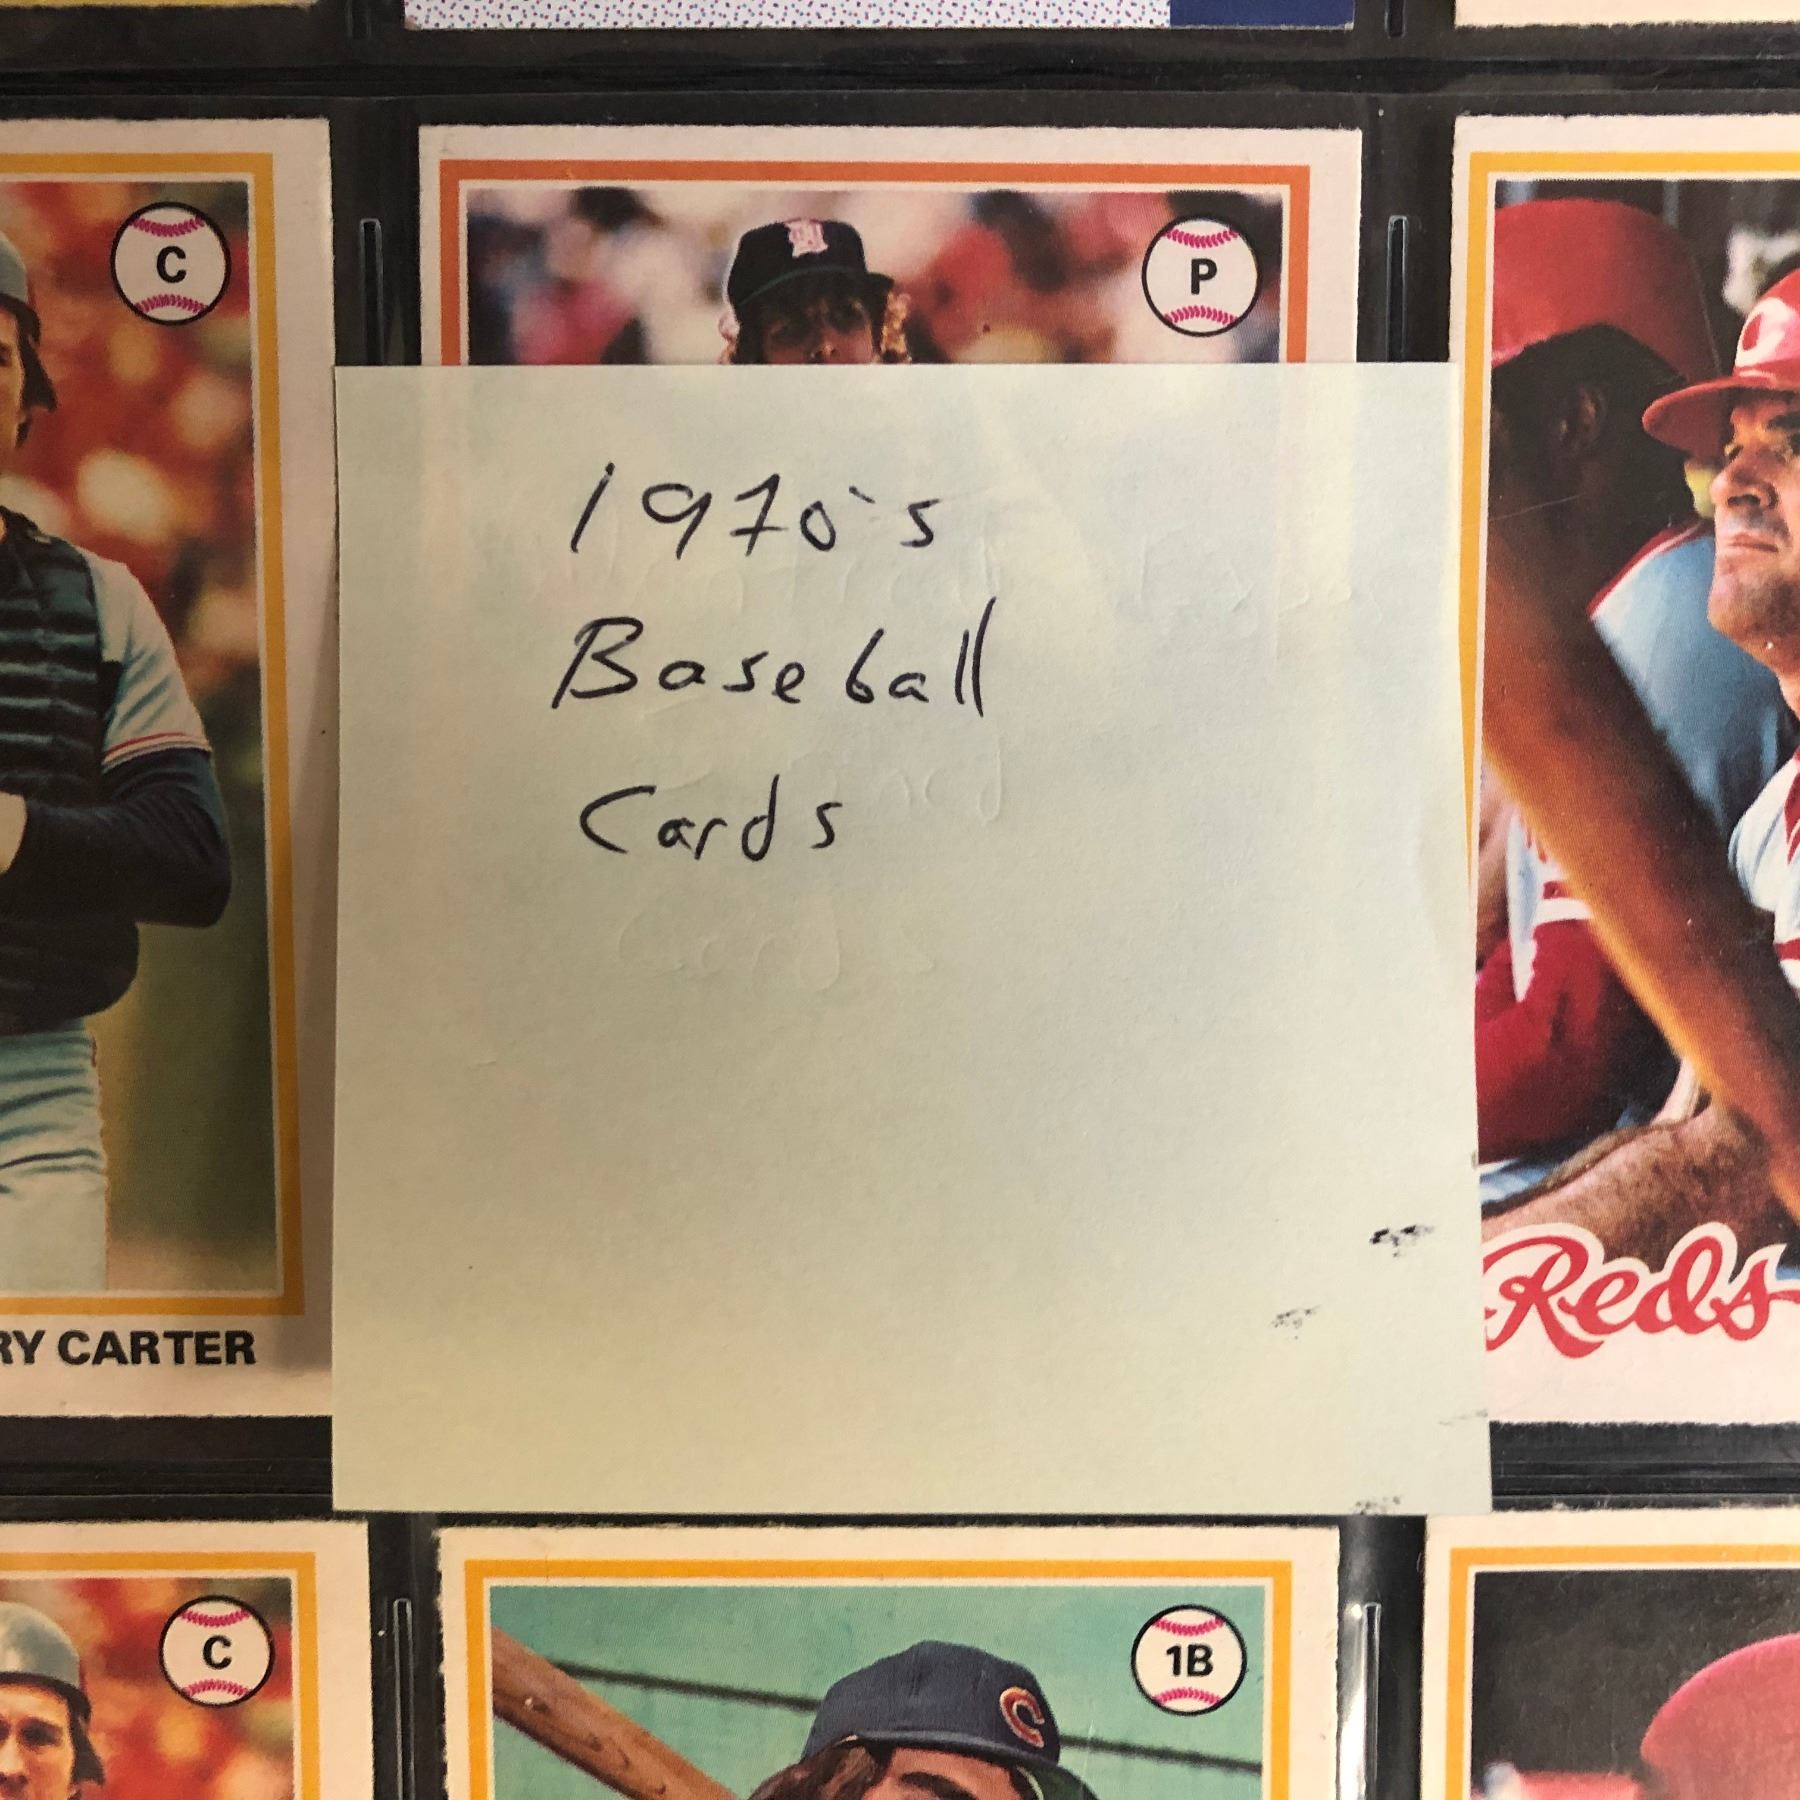 C
P
1970's
Baseball
Cards
RY CARTER
Reds
C
1B
C